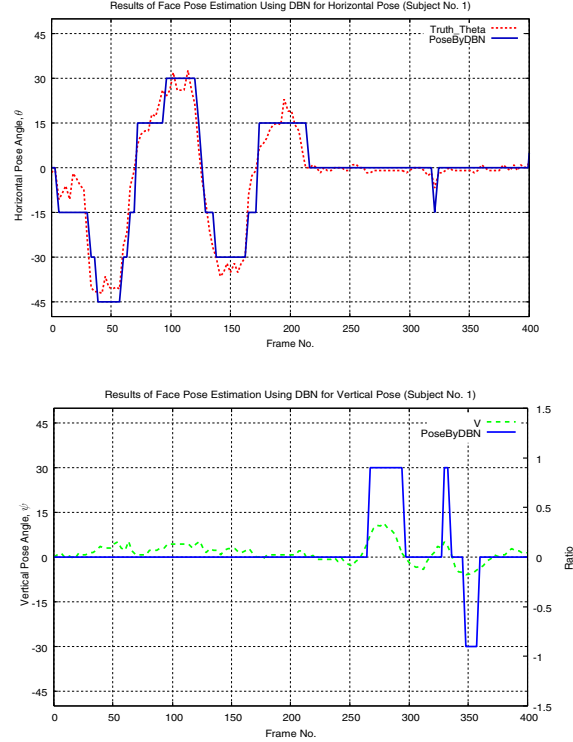 Results of Face Pose Estimation Using DBN for Horizontal Pose (Subject No. 1)
Truth_Theta
PoseByDBN
45
30
15
0
-15
-30
-45
Horizontal Pose Angle, θ
0 50 100 150 200 250 300 350 400
Frame No.
Results of Face Pose Estimation Using DBN for Vertical Pose (Subject No. 1)
V
PoseByDBN
45
30
15
0
-15
-30
-45
Vertical Pose Angle, ψ
1.5
1
0.5
0
-0.5
-1
-1.5
Ratio
0 50 100 150 200 250 300 350 400
Frame No.